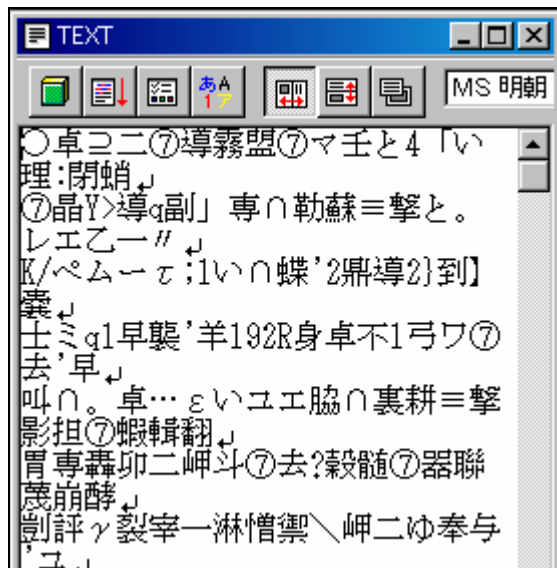 TEXT
MS 明朝
○卓⊇二⑦導霧盟⑦マ壬と4「い
理:閉蛸↵
⑦晶Y>導q副」専∩勒蘇≡撃と。
レエ乙一〃↵
K/ぺムーτ;1い∩蝶'2鼎導2}到】
嚢↵
士ミq1早襲'羊192R身卓不1弓ワ⑦
去'早↵
叫∩。卓…εいユエ脇∩裏耕≡撃
影担⑦蝦輯翻↵
胃専轟卯二岬斗⑦去?穀髄⑦器聯
蔑崩酵↵
劃評γ裂宰一淋憎禦＼岬二ゆ奉与
'ユ↵